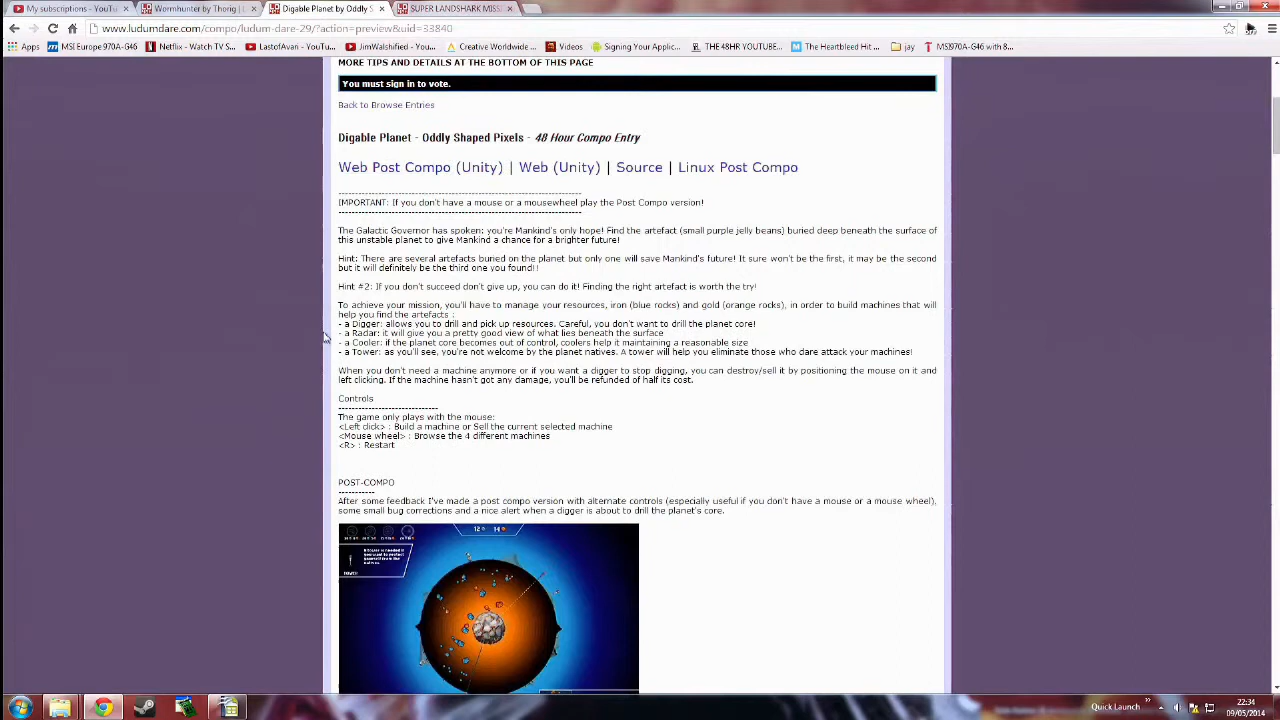 My subscriptions - YouTu
Wormhunter by Thorig | L
Digable Planet by Oddly S
SUPER LANDSHARK MISS
www.ludumdare.com/compo/ludum-dare-29/?action=preview&uid=33840
Apps
MSI Europe 970A-G46
Netflix - Watch TV S...
LastofAvan - YouTu...
JimWalshified - You...
Creative Worldwide ...
Videos
Signing Your Applic...
THE 48HR YOUTUBE...
The Heartbleed Hit ...
jay
MSI970A-G46 with 8...
MORE TIPS AND DETAILS AT THE BOTTOM OF THIS PAGE
You must sign in to vote.
Back to Browse Entries
Digable Planet - Oddly Shaped Pixels - 48 Hour Compo Entry
Web Post Compo (Unity) | Web (Unity) | Source | Linux Post Compo
------------------------------------------------------------
IMPORTANT: If you don't have a mouse or a mousewheel play the Post Compo version!
------------------------------------------------------------
The Galactic Governor has spoken: you're Mankind's only hope! Find the artefact (small purple jelly beans) buried deep beneath the surface of
this unstable planet to give Mankind a chance for a brighter future!
Hint: There are several artefacts buried on the planet but only one will save Mankind's future! It sure won't be the first, it may be the second
but it will definitely be the third one you found!!
Hint #2: If you don't succeed don't give up, you can do it! Finding the right artefact is worth the try!
To achieve your mission, you'll have to manage your resources, iron (blue rocks) and gold (orange rocks), in order to build machines that will
help you find the artefacts :
- a Digger: allows you to drill and pick up resources. Careful, you don't want to drill the planet core!
- a Radar: it will give you a pretty good view of what lies beneath the surface
- a Cooler: if the planet core becomes out of control, coolers help it maintaining a reasonable size
- a Tower: as you'll see, you're not welcome by the planet natives. A tower will help you eliminate those who dare attack your machines!
When you don't need a machine anymore or if you want a digger to stop digging, you can destroy/sell it by positioning the mouse on it and
left clicking. If the machine hasn't got any damage, you'll be refunded of half its cost.
Controls
-----------------------------
The game only plays with the mouse:
<Left click> : Build a machine or Sell the current selected machine
<Mouse wheel> : Browse the 4 different machines
<R> : Restart
POST-COMPO
-----------
After some feedback I've made a post compo version with alternate controls (especially useful if you don't have a mouse or a mouse wheel),
some small bug corrections and a nice alert when a digger is about to drill the planet's core.
12 14
Quick Launch
22:34
09/05/2014